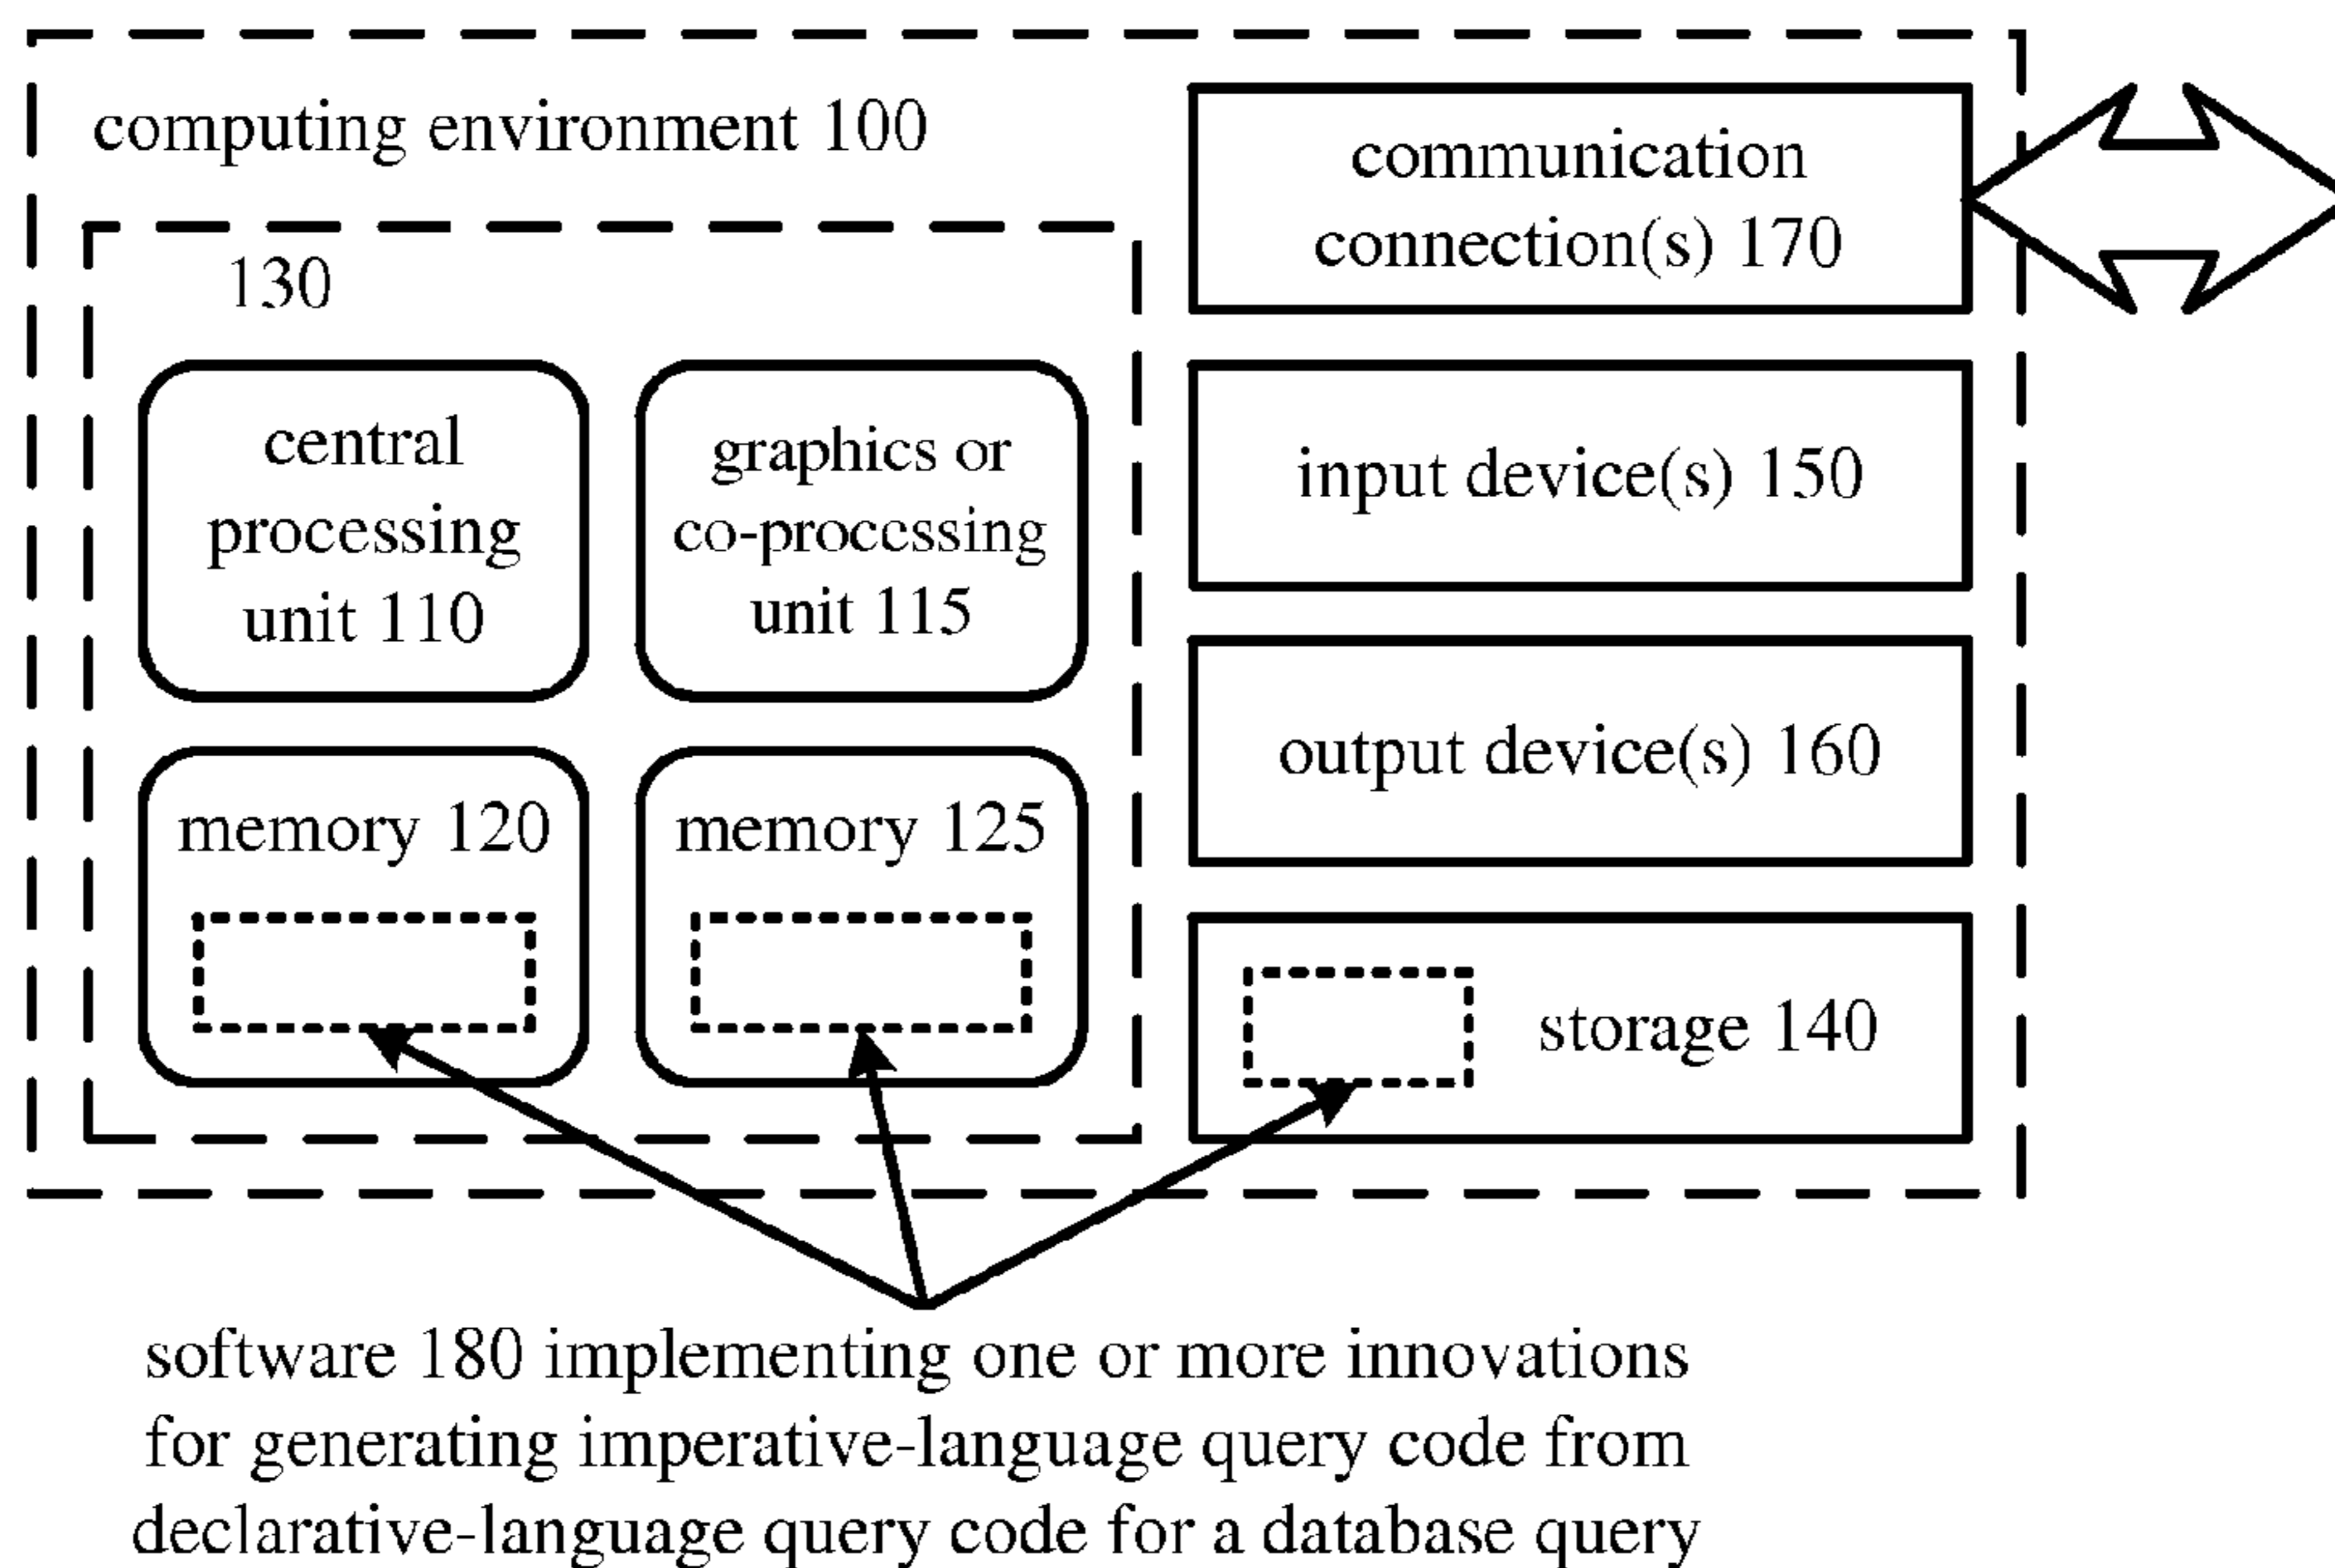 computing environment 100
130
central
processing
unit 110
graphics or
co-processing
unit 115
memory 120
memory 125
communication
connection(s) 170
input device(s) 150
output device(s) 160
storage 140
software 180 implementing one or more innovations
for generating imperative-language query code from
declarative-language query code for a database query